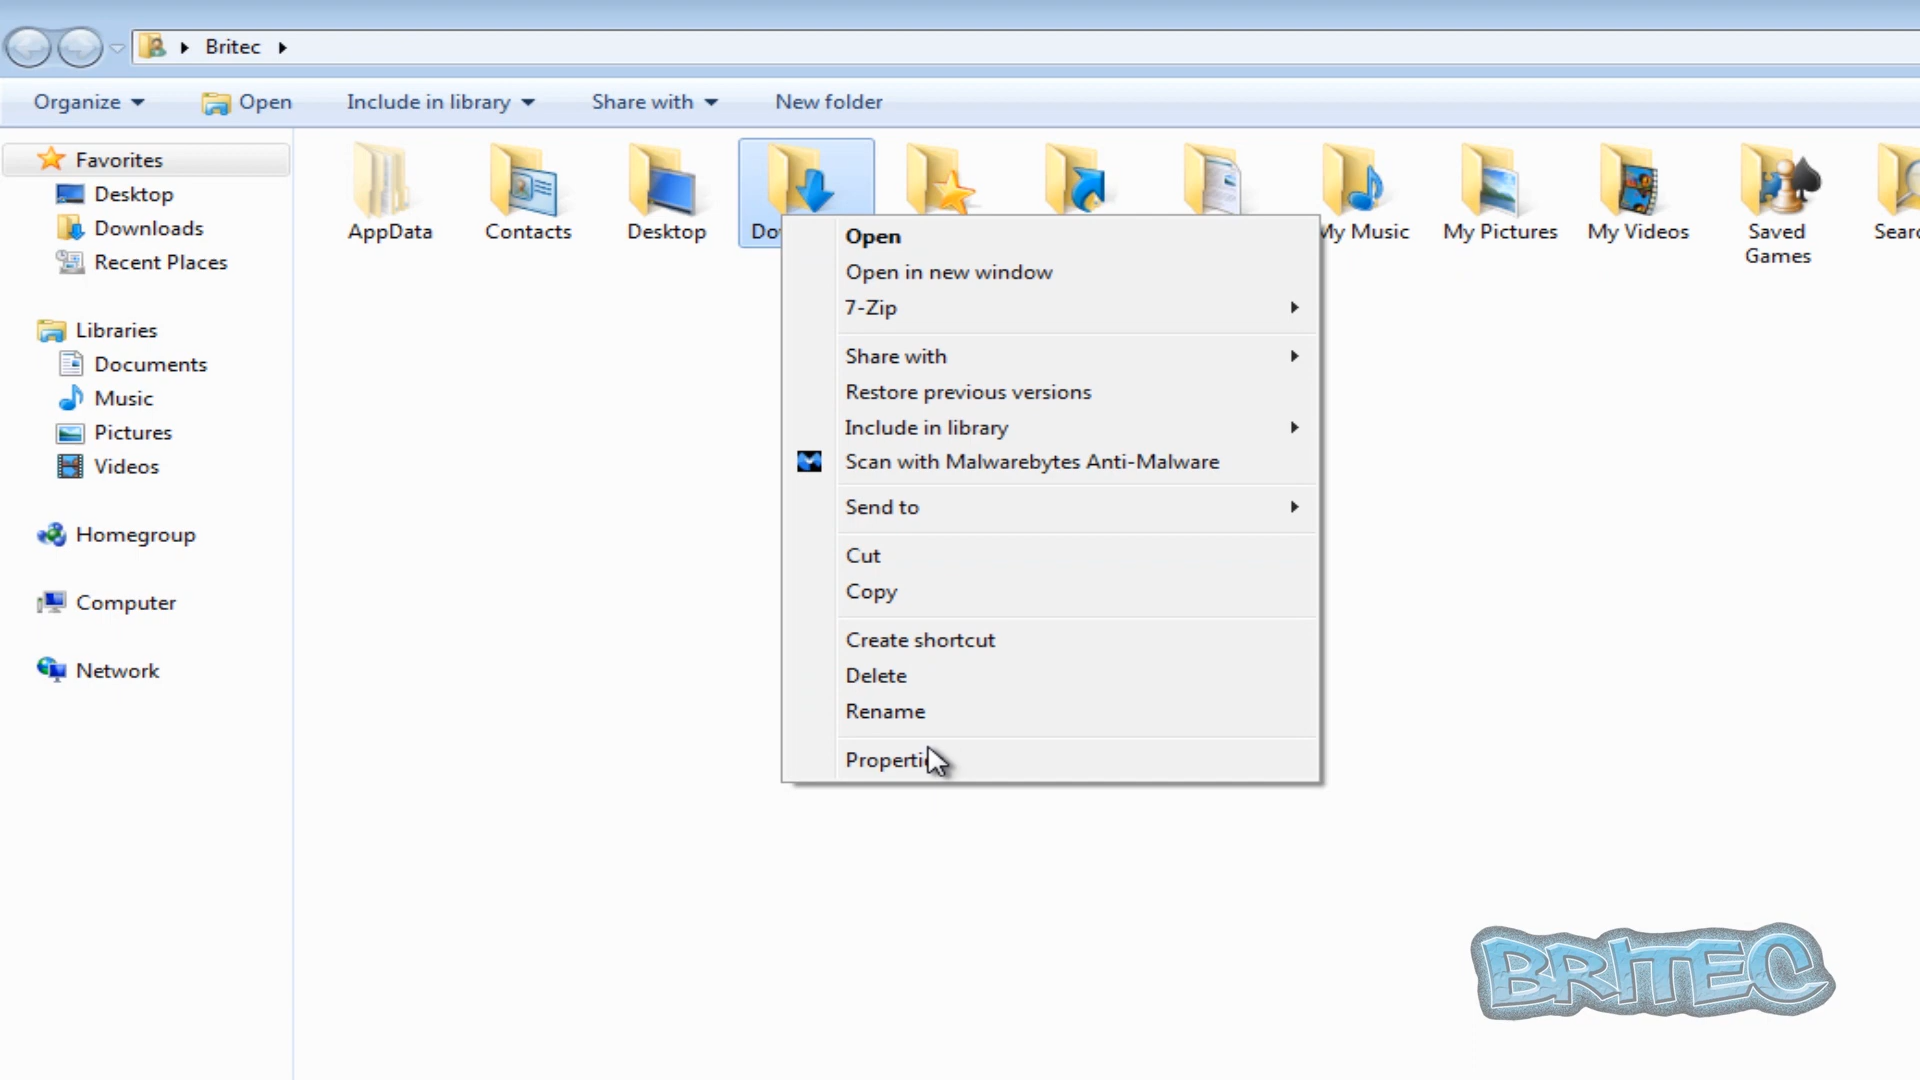 Britec
Organize
Open
Include in library
Share with
New folder
Favorites
Desktop
Downloads
Recent Places
Libraries
Documents
Music
Pictures
Videos
Homegroup
Computer
Network
AppData
Contacts
Desktop
My Music
My Pictures
My Videos
Saved
Games
Open
Open in new window
7-Zip
Share with
Restore previous versions
Include in library
Scan with Malwarebytes Anti-Malware
Send to
Cut
Copy
Create shortcut
Delete
Rename
BRITEC